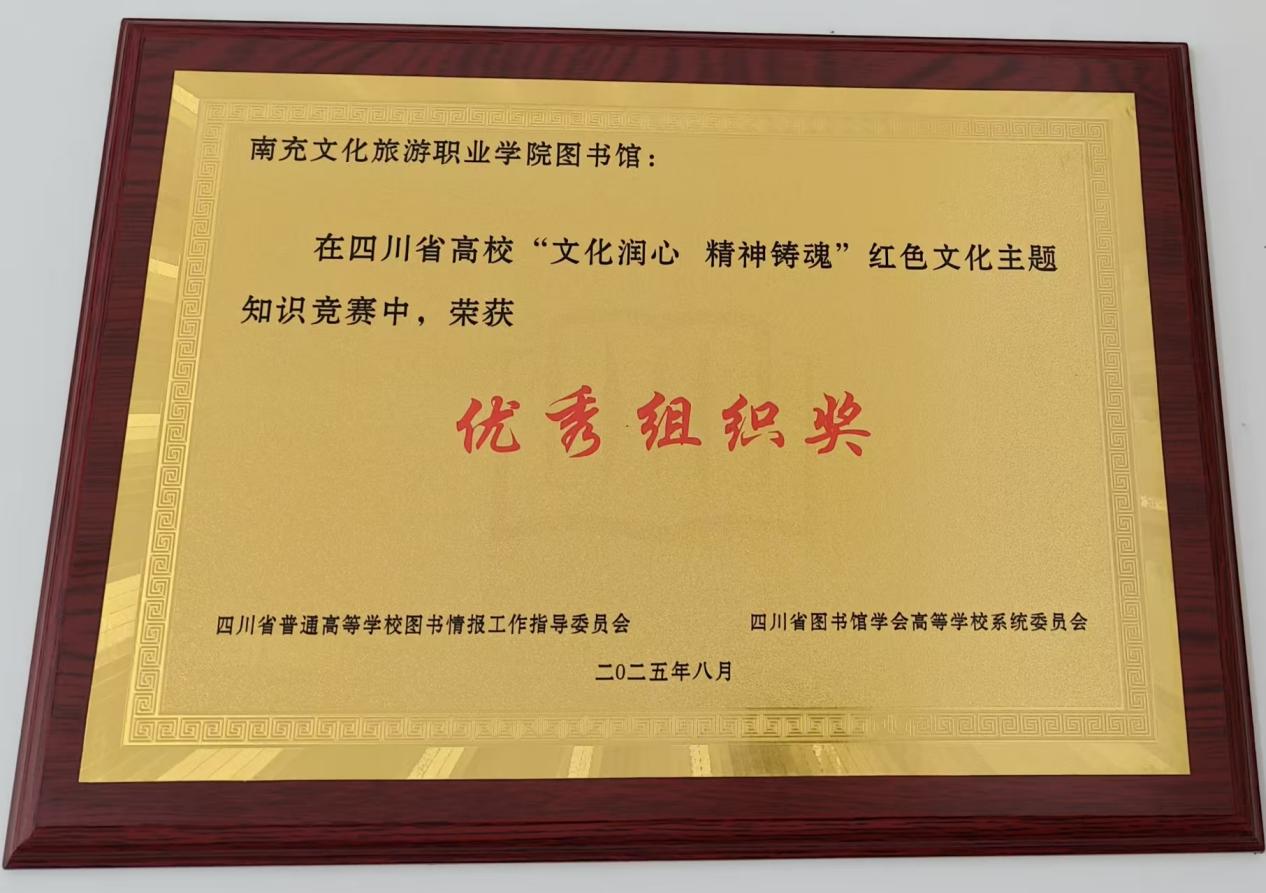 南充文化旅游职业学院图书馆：
在四川省高校“文化润心 精神铸魂”红色文化主题
知识竞赛中，荣获
优秀组织奖
四川省普通高等学校图书情报工作指导委员会 四川省图书馆学会高等学校系统委员会
二0二五年八月